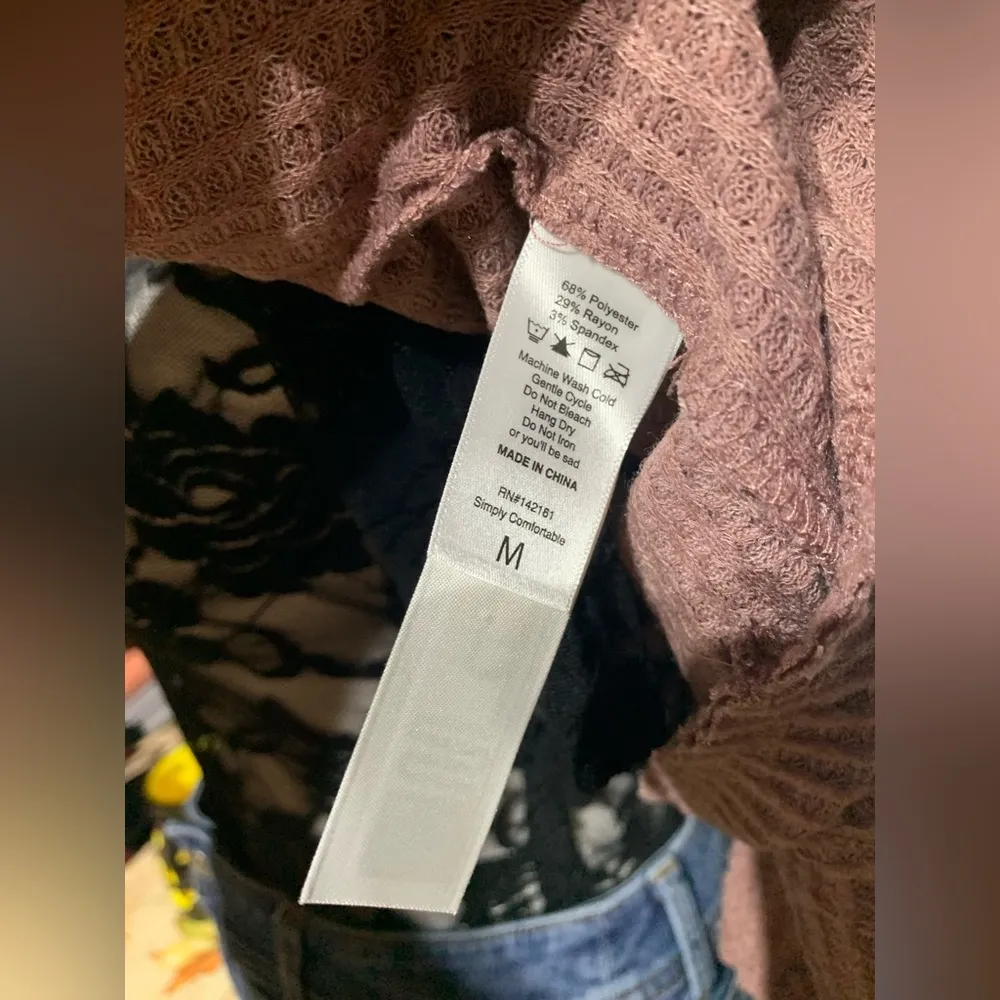 68% Polyester
29% Rayon
3% Spandex
Machine Wash Cold
Gentle Cycle
Do Not Bleach
Hang Dry
Do Not Iron
or you'll be sad
MADE IN CHINA
RN#142161
Simply Comfortable
M